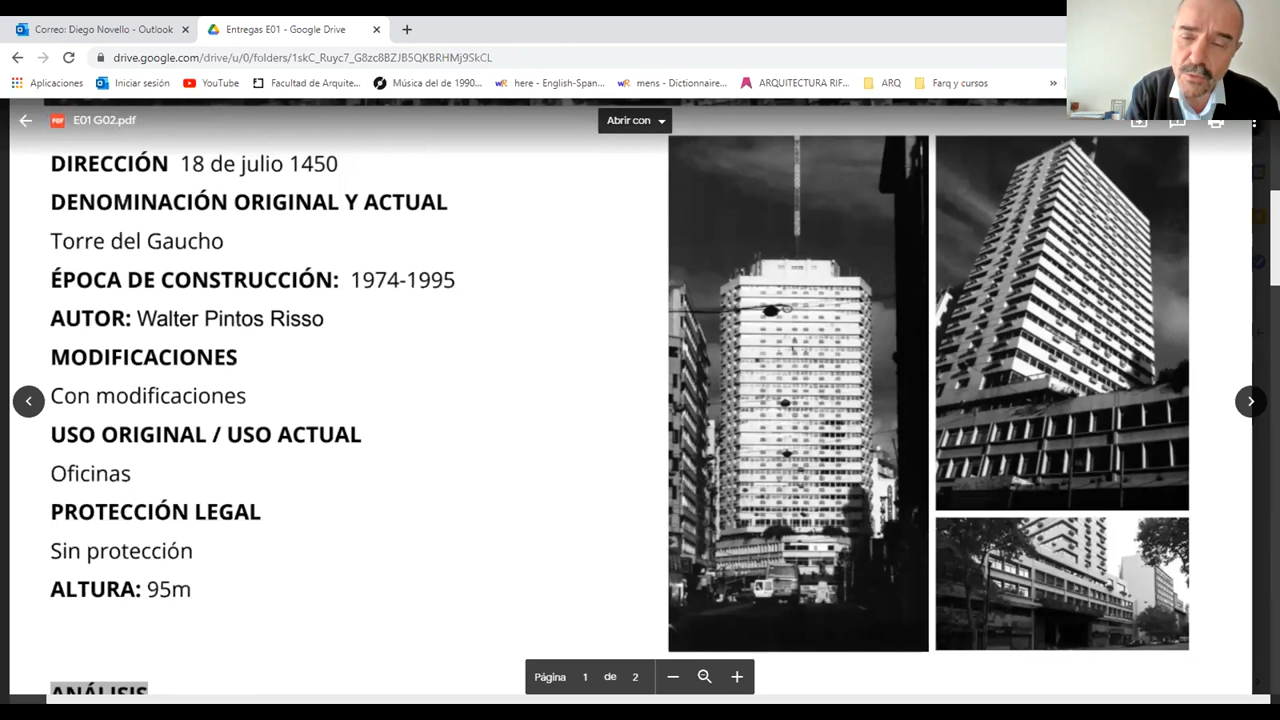 Correo: Diego Novello - Outlook
Entregas E01 - Google Drive
drive.google.com/drive/u/0/folders/1skC_Ruyc7_G8zc8BZJB5QKBRHMj9SkCL
Aplicaciones
Iniciar sesión
YouTube
Facultad de Arquite...
Música del de 1990...
here - English-Span...
mens - Dictionnaire...
ARQUITECTURA RIF...
ARQ
Farq y cursos
E01 G02.pdf
Abrir con
DIRECCIÓN 18 de julio 1450
DENOMINACIÓN ORIGINAL Y ACTUAL
Torre del Gaucho
ÉPOCA DE CONSTRUCCIÓN: 1974-1995
AUTOR: Walter Pintos Risso
MODIFICACIONES
Con modificaciones
USO ORIGINAL / USO ACTUAL
Oficinas
PROTECCIÓN LEGAL
Sin protección
ALTURA: 95m
ANÁLISIS
Página 1 de 2